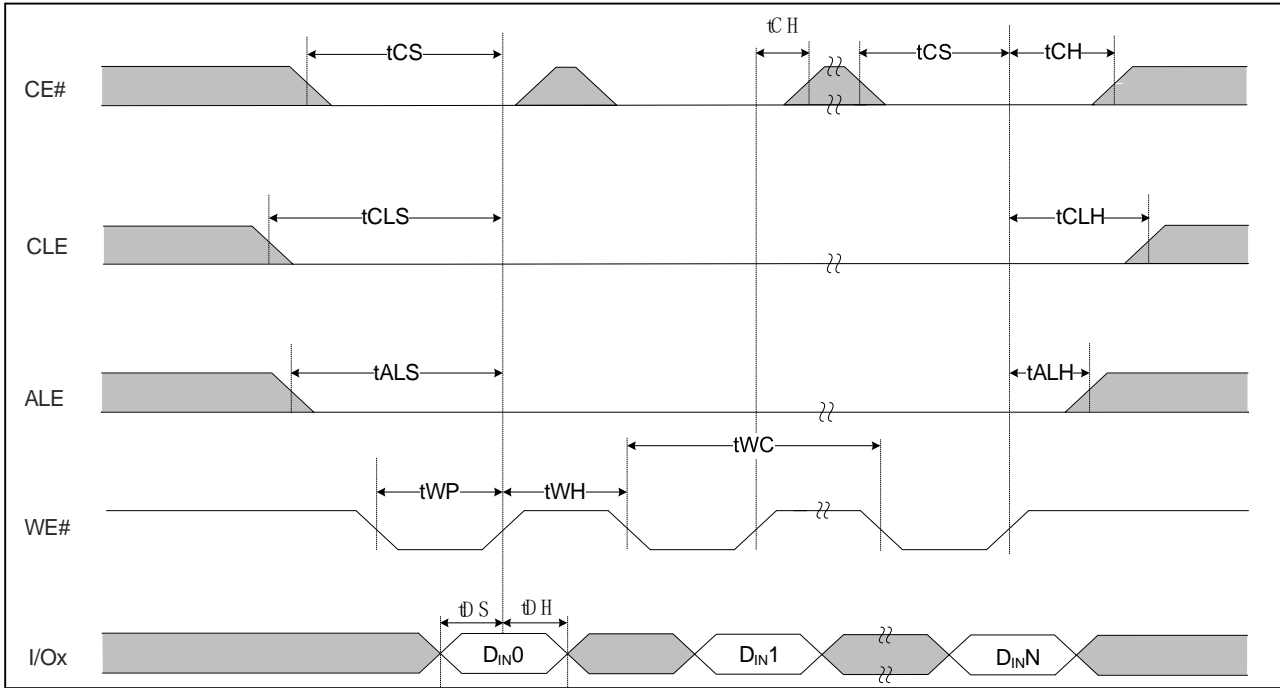 tCH
tCS tCS tCH
CE#
tCLS tCLH
CLE
tALS tALH
ALE
tWC
tWP tWH
WE#
tDS tDH
I/Ox DIN0 DIN1 DINN